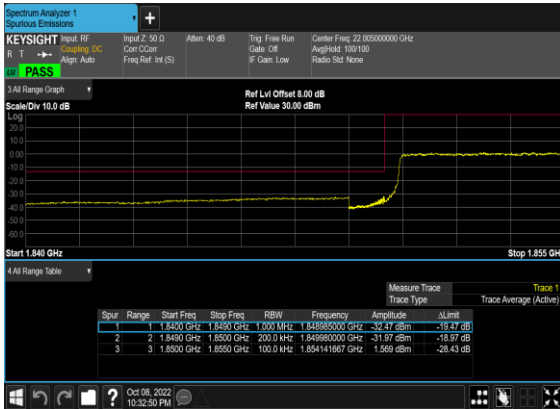 Spectrum Analyzer 1
Spurious Emissions
+
KEYSIGHT Input: RF Input Z: 50 Ω Atten: 40 dB Trig: Free Run Center Freq: 22.005000000 GHz
R T Coupling: DC Corr CCorr Gate: Off Avg|Hold: 100/100
Align: Auto Freq Ref: Int (S) IF Gain: Low Radio Std: None
PASS
3 All Range Graph
Ref Lvl Offset 8.00 dB
Scale/Div 10.0 dB Ref Value 30.00 dBm
Log
20.0
10.0
0.00
-10.0
-20.0
-30.0
-40.0
-50.0
-60.0
Start 1.840 GHz Stop 1.855 GH
4 All Range Table
Measure Trace Trace 1
Trace Type Trace Average (Active)
Spur Range Start Freq Stop Freq RBW Frequency Amplitude ΔLimit
1 1 1.8400 GHz 1.8490 GHz 1.000 MHz 1.848985000 GHz -32.47 dBm -19.47 dB
2 2 1.8490 GHz 1.8500 GHz 200.0 kHz 1.849980000 GHz -31.97 dBm -18.97 dB
3 3 1.8500 GHz 1.8550 GHz 100.0 kHz 1.854141667 GHz 1.569 dBm -28.43 dB
?
Oct 08, 2022
10:32:50 PM